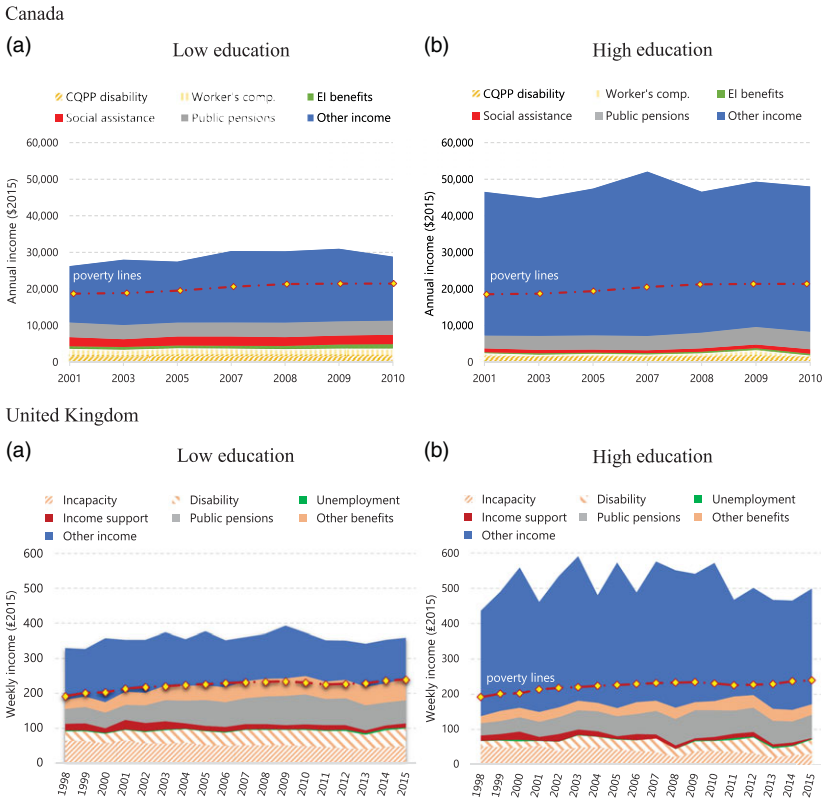 Canada
(a)
Low education
CQPP disability Worker's comp. EI benefits
Social assistance Public pensions Other income
Annual income ($2015)
60,000
50,000
40,000
30,000
20,000
10,000
0
poverty lines
2001 2003 2005 2007 2008 2009 2010
(b)
High education
CQPP disability Worker's comp. EI benefits
Social assistance Public pensions Other income
Annual income ($2015)
60,000
50,000
40,000
30,000
20,000
10,000
0
poverty lines
2001 2003 2005 2007 2008 2009 2010
United Kingdom
(a)
Low education
Incapacity Disability Unemployment
Income support Public pensions Other benefits
Other income
Weekly income (£2015)
600
500
400
300
200
100
0
1998 1999 2000 2001 2002 2003 2004 2005 2006 2007 2008 2009 2010 2011 2012 2013 2014 2015
(b)
High education
Incapacity Disability Unemployment
Income support Public pensions Other benefits
Other income
Weekly income (£2015)
600
500
400
300
200
100
0
poverty lines
1998 1999 2000 2001 2002 2003 2004 2005 2006 2007 2008 2009 2010 2011 2012 2013 2014 2015